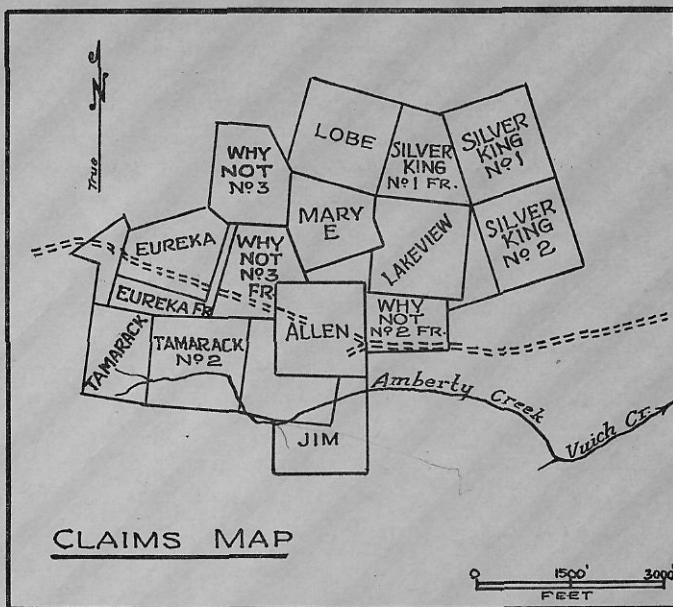 True
LOBE
WHY
NOT
Nº3
SILVER
KING
Nº1 FR.
SILVER
KING
Nº1
MARY
E
LAKEVIEW
SILVER
KING
Nº 2
EUREKA
WHY
NOT
Nº3
FR.
EUREKA FR.
WHY
NOT
Nº2 FR.
ALLEN
TAMARACK
TAMARACK
Nº2
Amberty Creek
Vuich Cr.
JIM
CLAIMS MAP
0 1500' 3000'
FEET